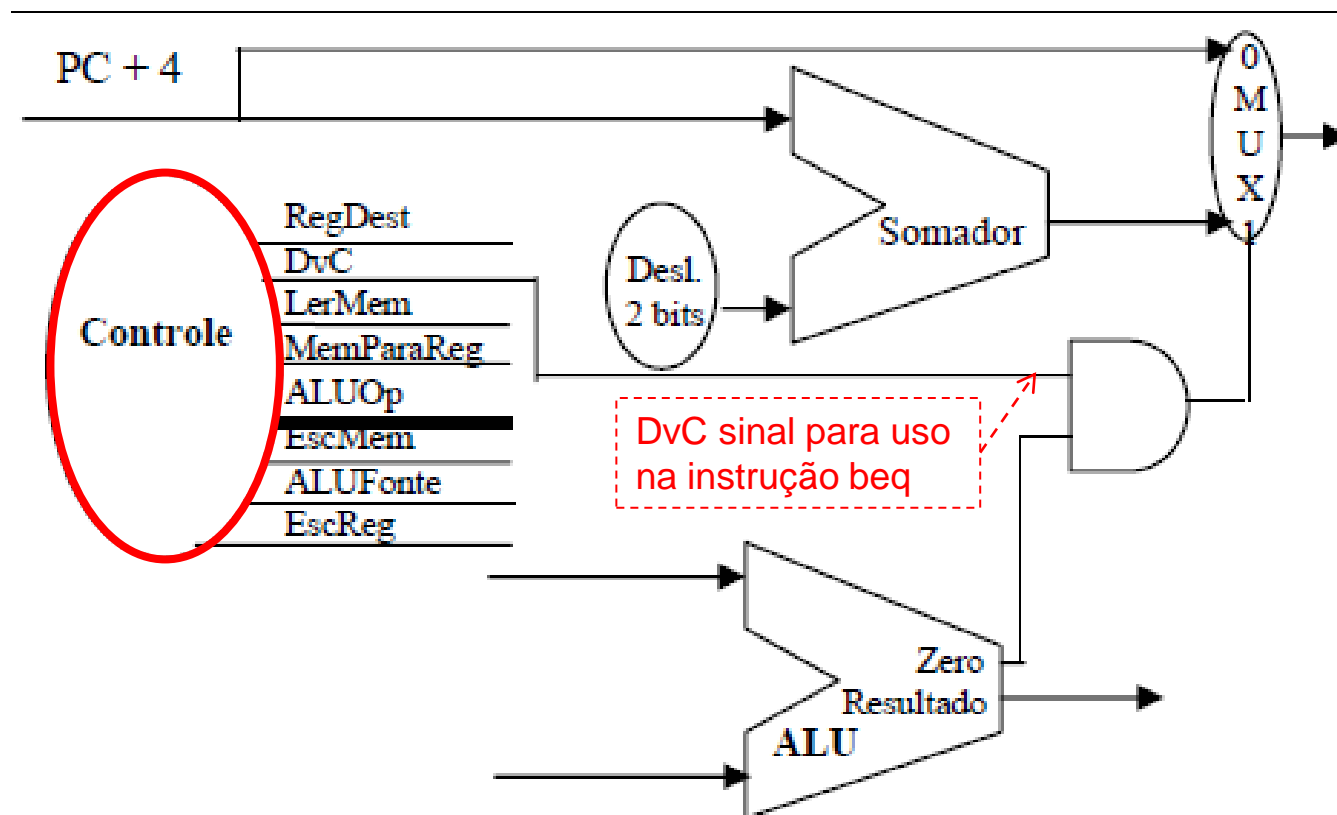 PC + 4
0
M
U
X
1
Somador
Desl.
2 bits
Controle
RegDest
DvC
LerMem
MemParaReg
ALUOp
EscMem
ALUFonte
EscReg
DvC sinal para uso
na instrução beq
Zero
Resultado
ALU